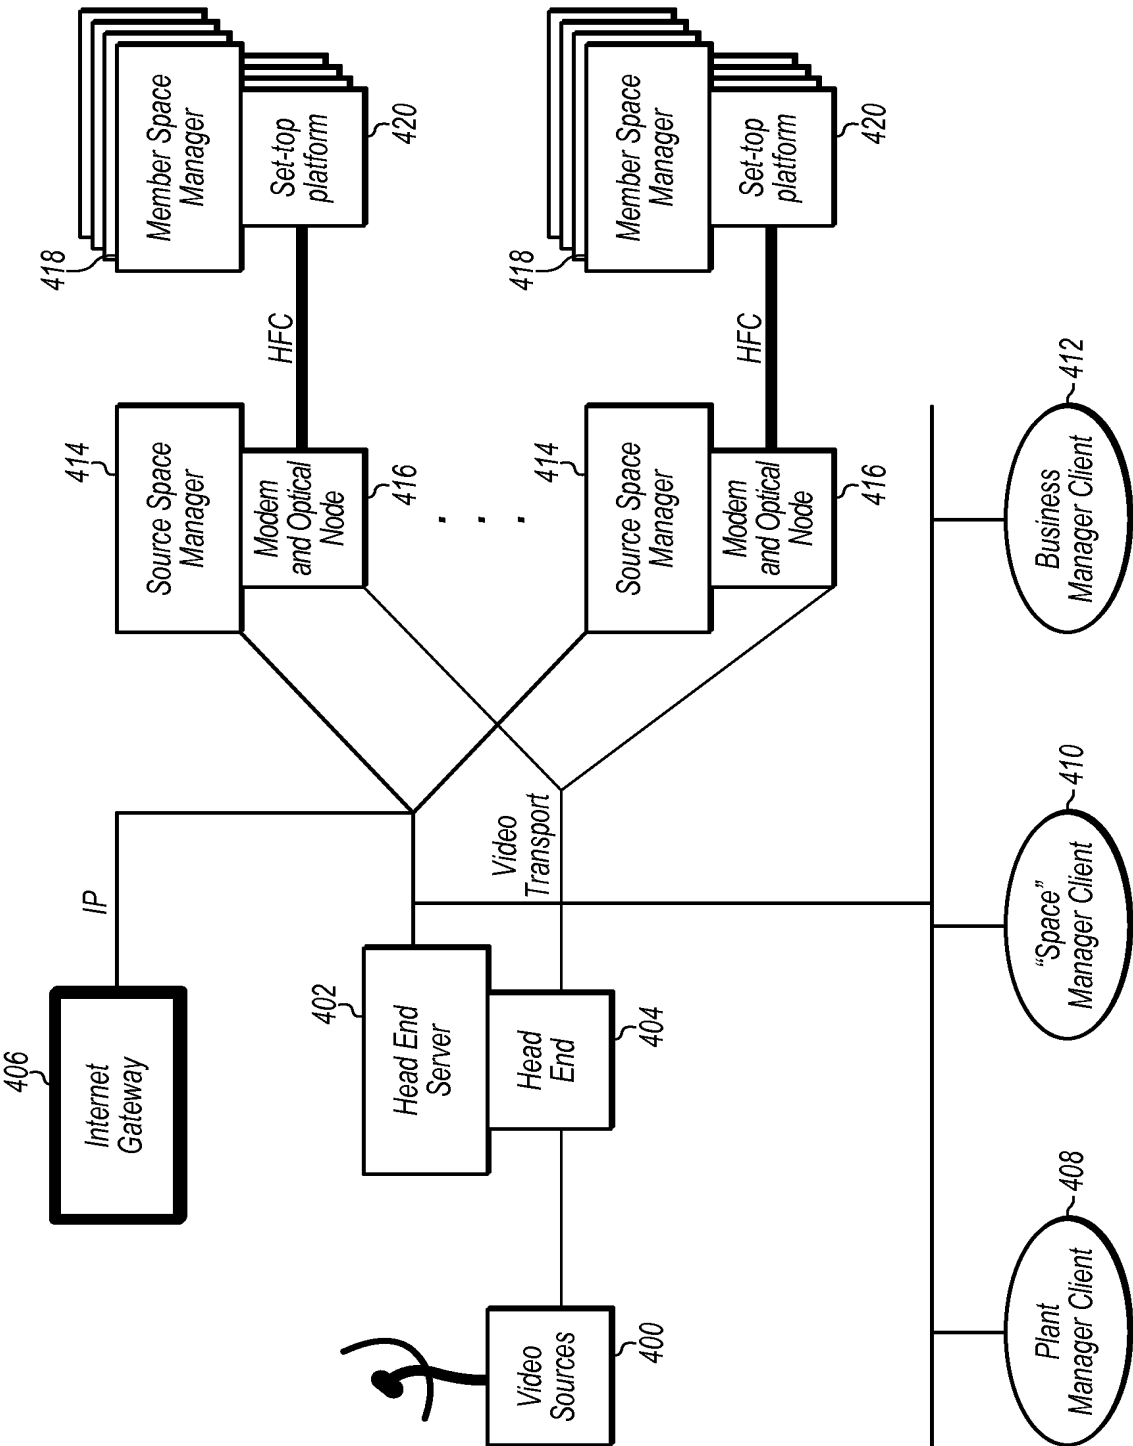 406
Internet
Gateway
IP
414
Source Space
Manager
Modem
and Optical
Node
416
HFC
418
Member Space
Manager
Set-top
platform
420
402
Head End
Server
Head
End
404
Video
Transport
. . .
414
Source Space
Manager
Modem
and Optical
Node
416
HFC
418
Member Space
Manager
Set-top
platform
420
Video
Sources
400
Plant
Manager Client
408
“Space”
Manager Client
410
Business
Manager Client
412